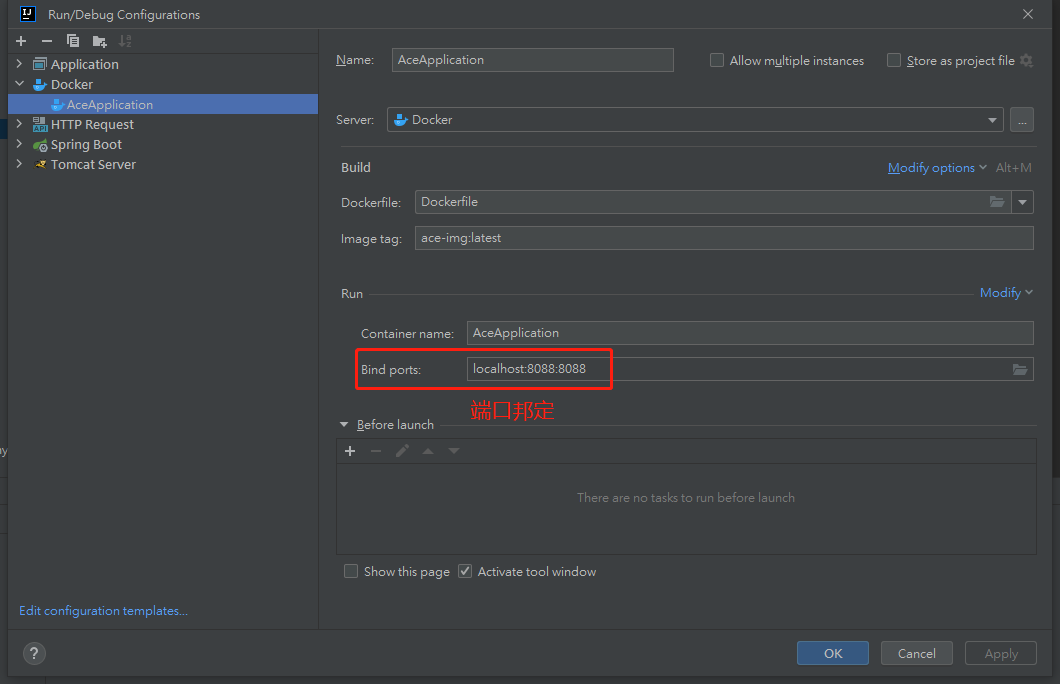 Run/Debug Configurations
Application
Docker
AceApplication
HTTP Request
Spring Boot
Tomcat Server
Edit configuration templates...
Name: AceApplication Allow multiple instances Store as project file
Server: Docker ...
Build Modify options Alt+M
Dockerfile: Dockerfile
Image tag: ace-img:latest
Run Modify
Container name: AceApplication
Bind ports: localhost:8088:8088
端口邦定
Before launch
There are no tasks to run before launch
Show this page Activate tool window
? OK Cancel Apply